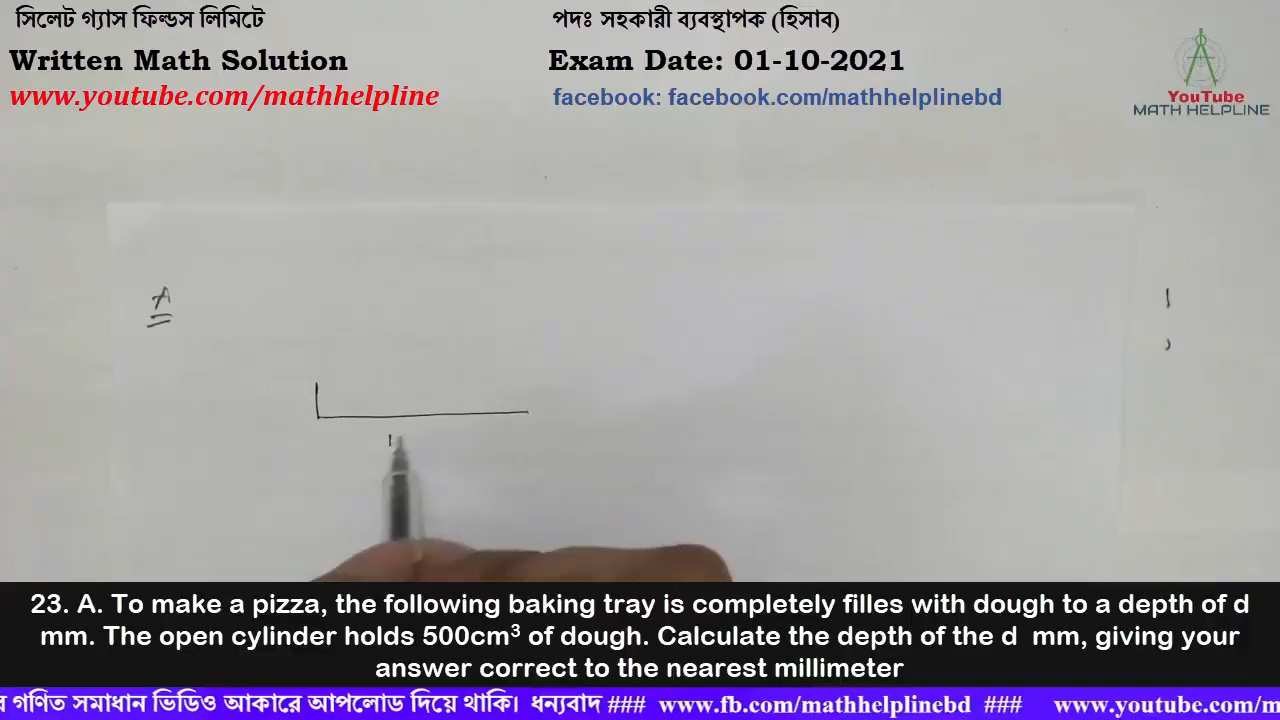 সিলেট গ্যাস ফিল্ডস লিমিটে
পদঃ সহকারী ব্যবস্থাপক (হিসাব)
Written Math Solution
Exam Date: 01-10-2021
www.youtube.com/mathhelpline
facebook: facebook.com/mathhelplinebd
YouTube
MATH HELPLINE
A
23. A. To make a pizza, the following baking tray is completely filles with dough to a depth of d
mm. The open cylinder holds 500cm³ of dough. Calculate the depth of the d mm, giving your
answer correct to the nearest millimeter
র গণিত সমাধান ভিডিও আকারে আপলোড দিয়ে থাকি। ধন্যবাদ ### www.fb.com/mathhelplinebd ### www.youtube.com/m